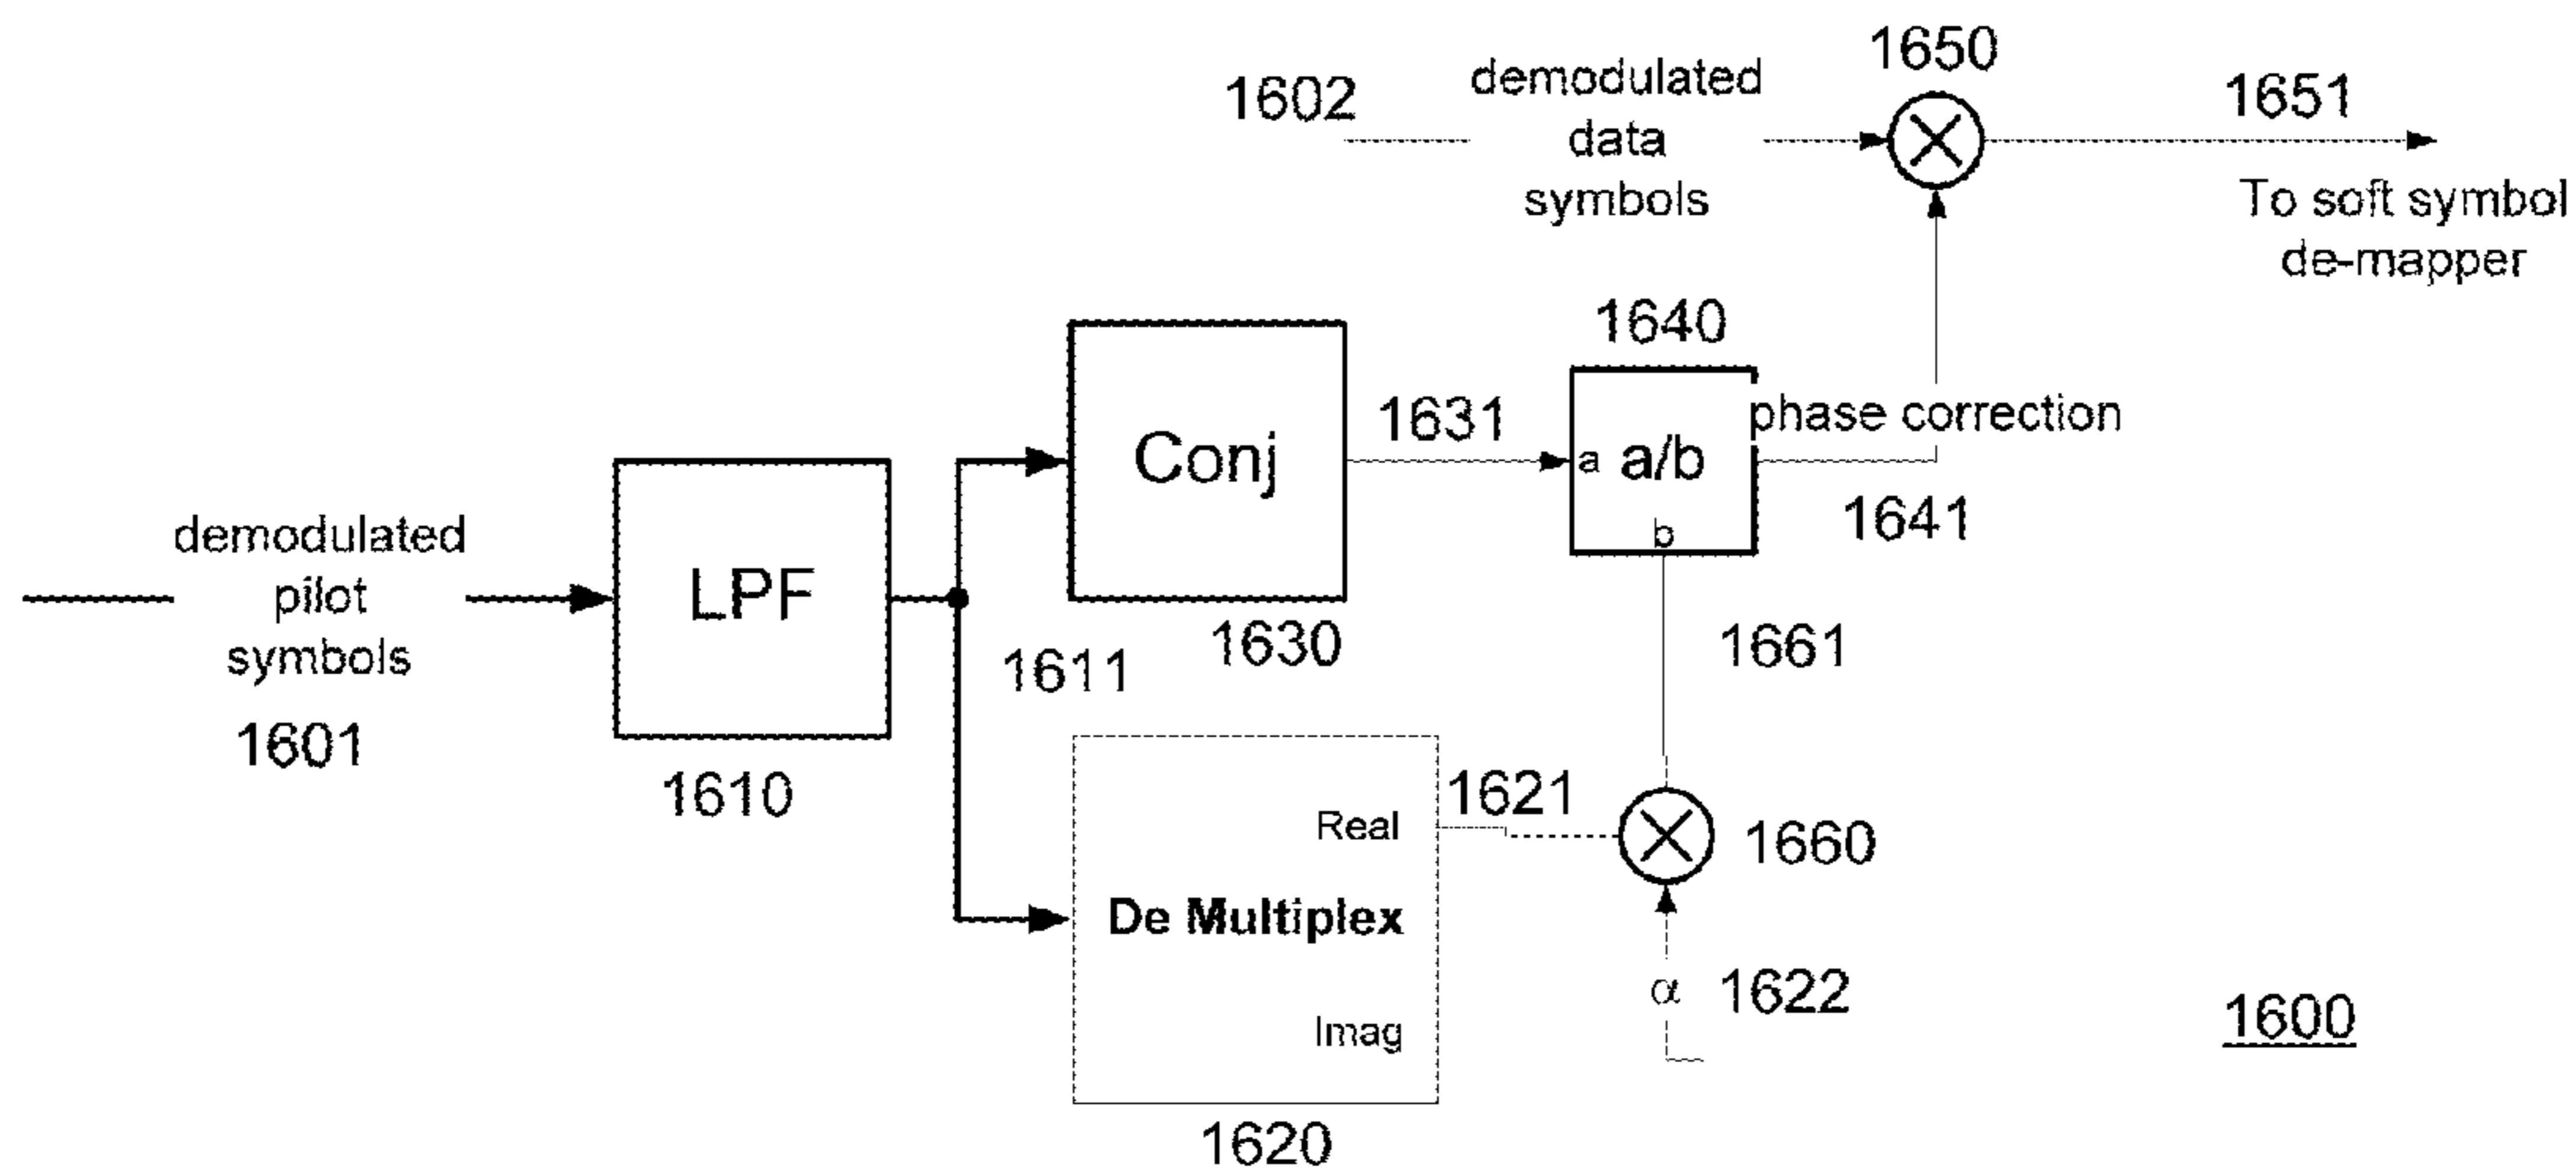 1650
1602
demodulated
data
symbols
1651
To soft symbol
de-mapper
1640
Conj
1631
a
a/b
b
phase correction
1641
demodulated
pilot
symbols
1601
LPF
1610
1611
1630
1661
1621
Real
De Multiplex
Imag
1660
α
1622
1620
1600